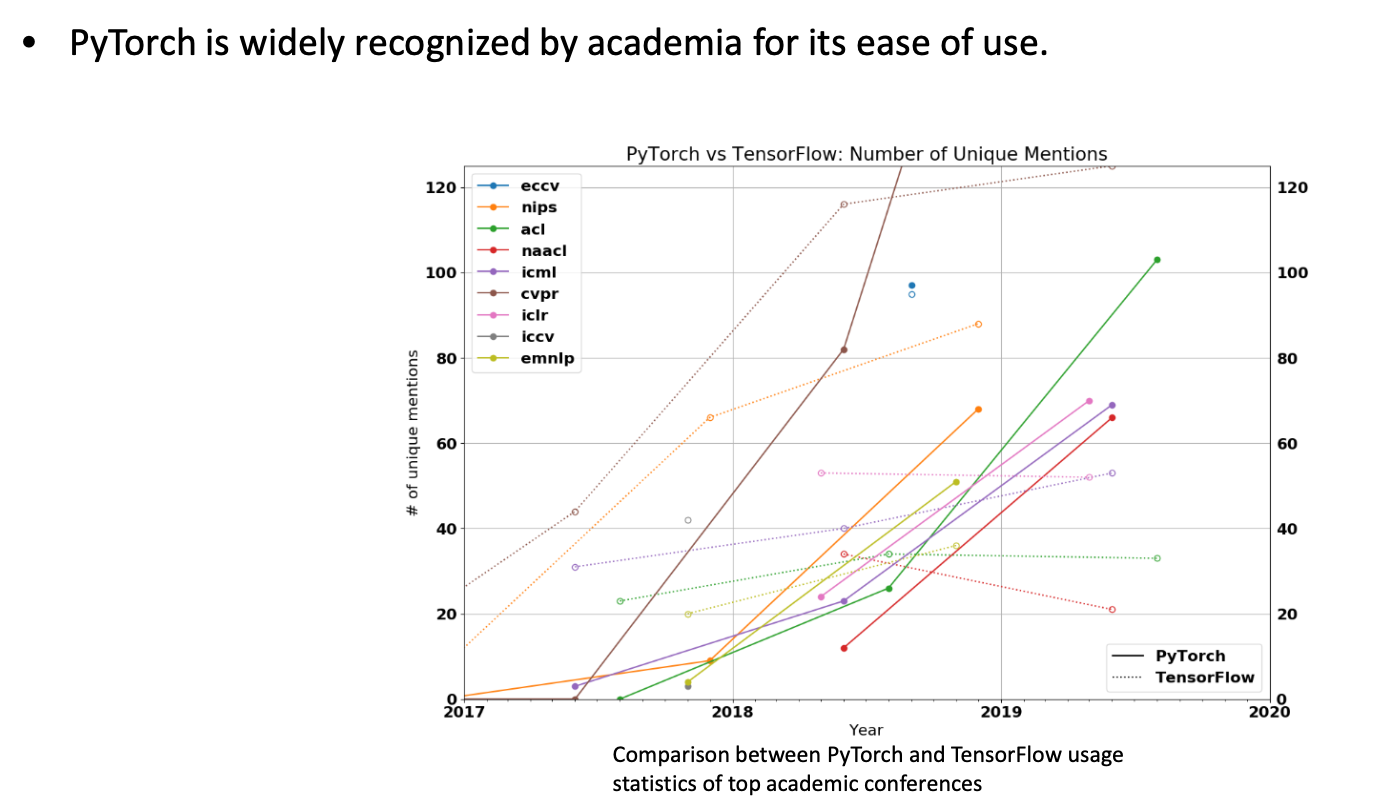 • PyTorch is widely recognized by academia for its ease of use.
PyTorch vs TensorFlow: Number of Unique Mentions
eccv
nips
acl
naacl
icml
cvpr
iclr
iccv
emnlp
# of unique mentions
120
100
80
60
40
20
0
120
100
80
60
40
20
0
PyTorch
TensorFlow
2017
2018
2019
2020
Year
Comparison between PyTorch and TensorFlow usage
statistics of top academic conferences